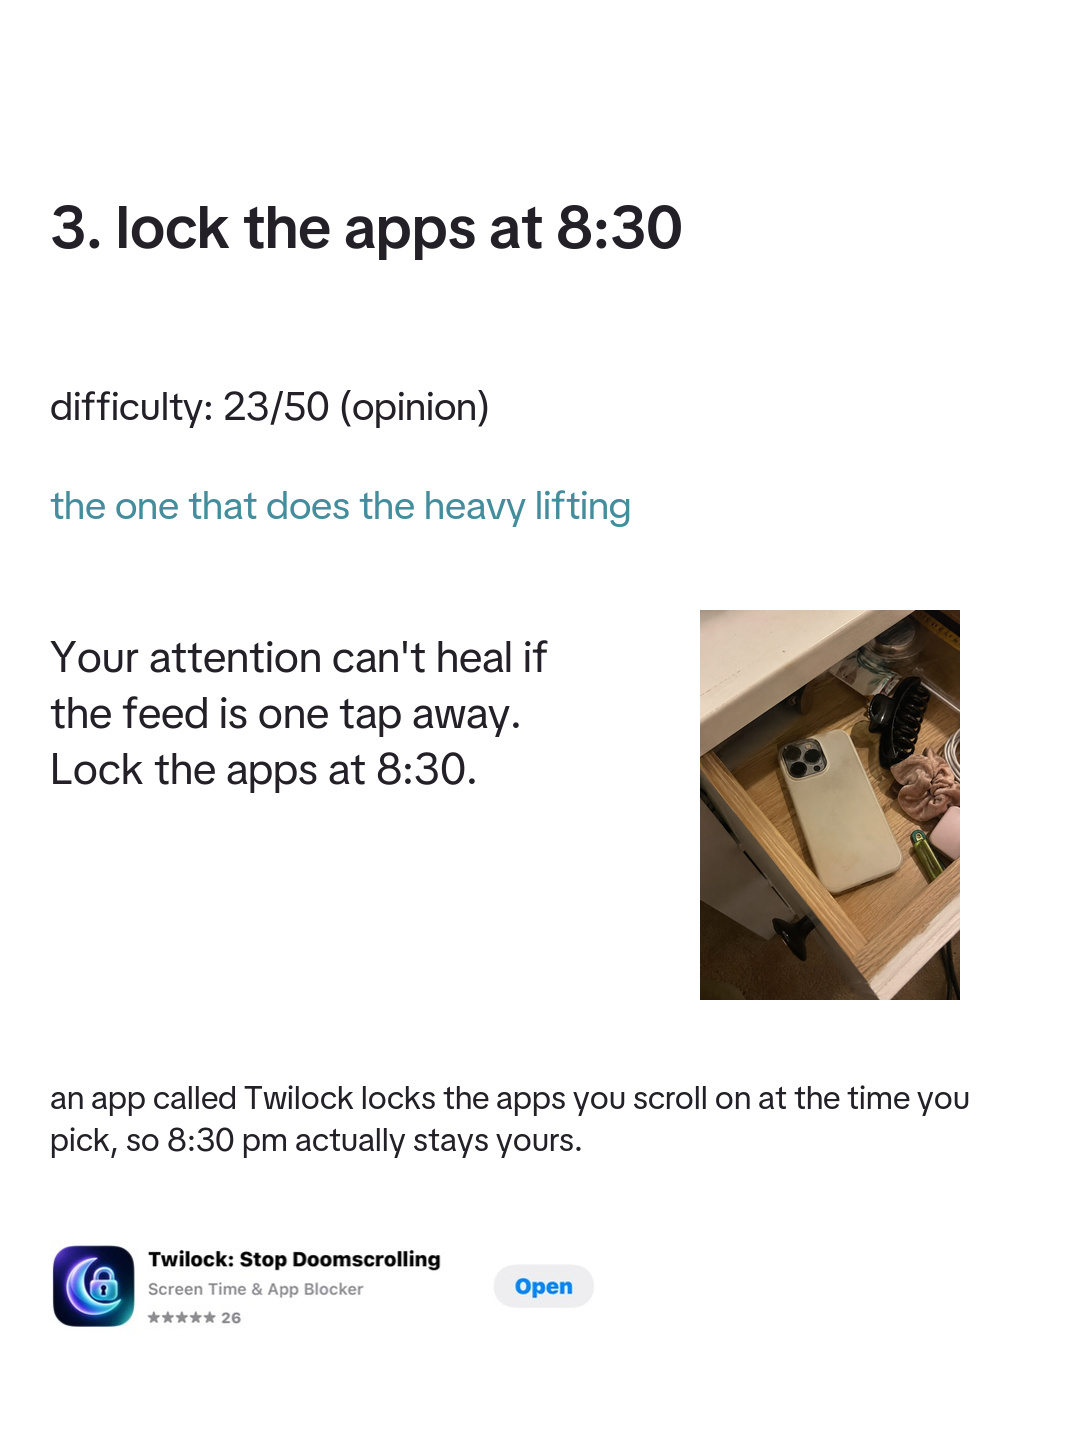 3. lock the apps at 8:30
difficulty: 23/50 (opinion)
the one that does the heavy lifting
Your attention can't heal if
the feed is one tap away.
Lock the apps at 8:30.
an app called Twilock locks the apps you scroll on at the time you
pick, so 8:30 pm actually stays yours.
Twilock: Stop Doomscrolling
Screen Time & App Blocker
★★★★★ 26
Open